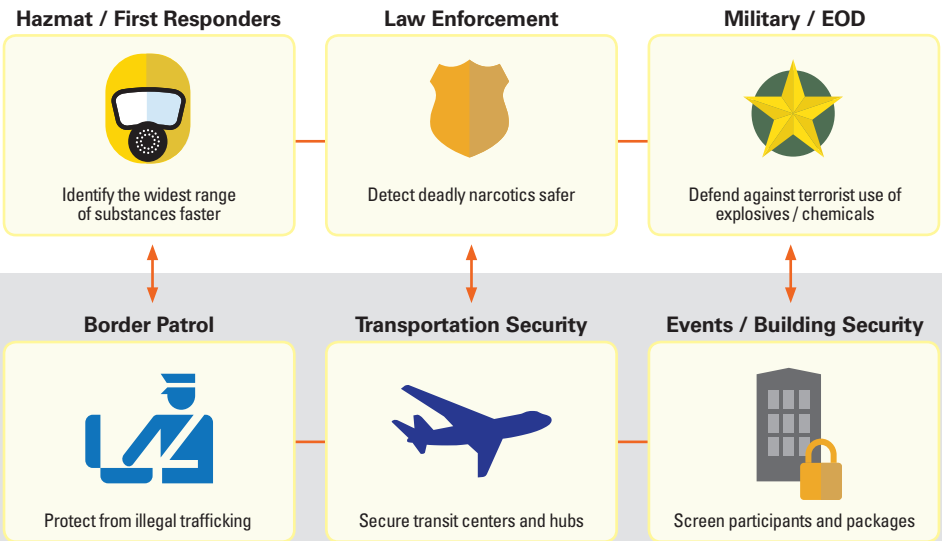 Hazmat / First Responders
Law Enforcement
Military / EOD
Identify the widest range
of substances faster
Detect deadly narcotics safer
Defend against terrorist use of
explosives / chemicals
Border Patrol
Transportation Security
Events / Building Security
Protect from illegal trafficking
Secure transit centers and hubs
Screen participants and packages